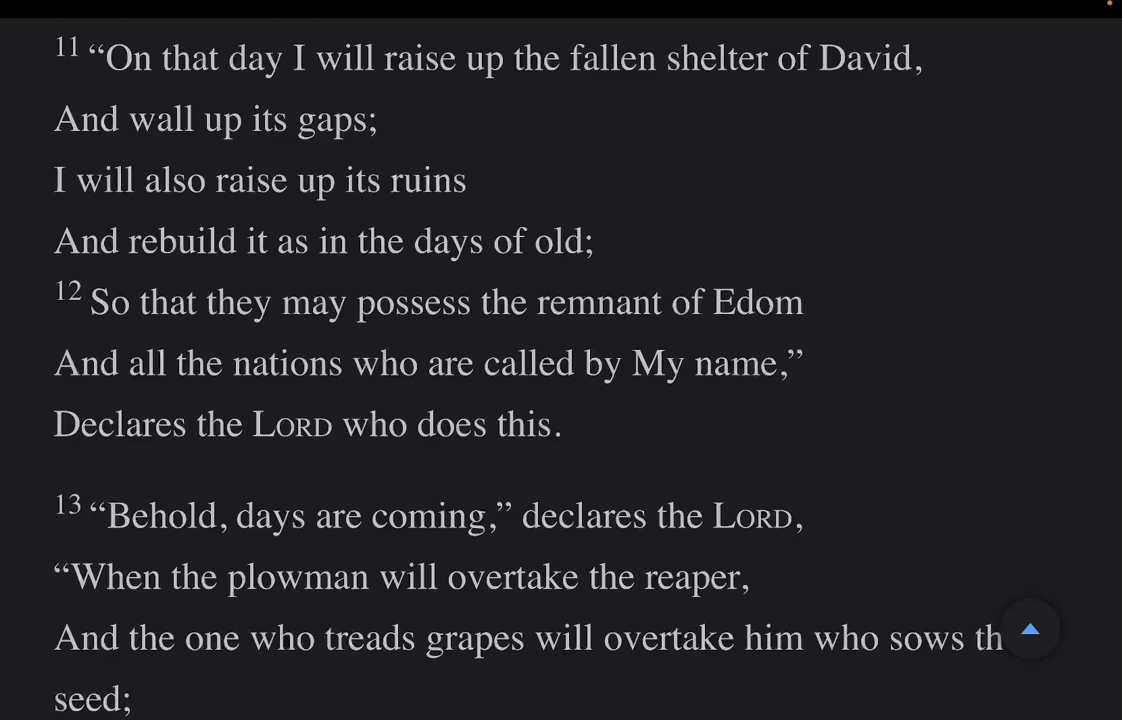 11 “On that day I will raise up the fallen shelter of David,
And wall up its gaps;
I will also raise up its ruins
And rebuild it as in the days of old;
12 So that they may possess the remnant of Edom
And all the nations who are called by My name,”
Declares the LORD who does this.
13 “Behold, days are coming,” declares the LORD,
“When the plowman will overtake the reaper,
And the one who treads grapes will overtake him who sows th
seed;